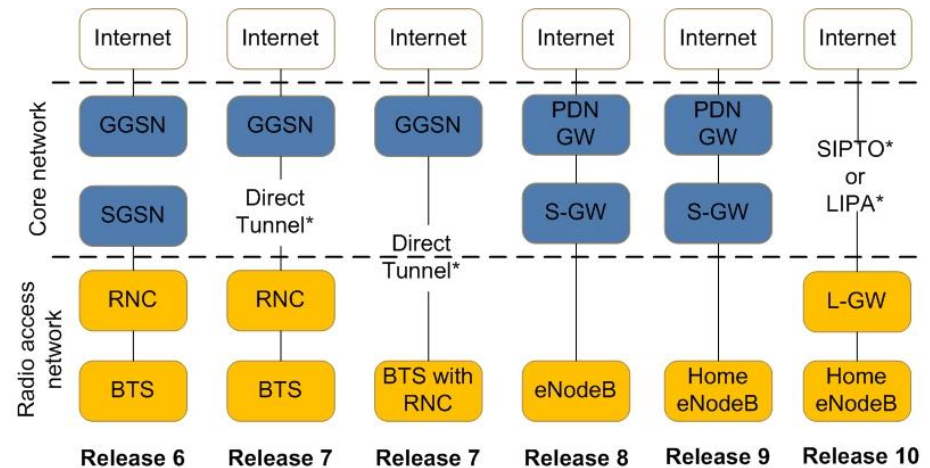 Internet
Internet
Internet
Internet
Internet
Internet
Core network
GGSN
GGSN
GGSN
PDN
GW
PDN
GW
SIPTO*
or
LIPA*
SGSN
Direct
Tunnel*
Direct
Tunnel*
S-GW
S-GW
Radio access
network
RNC
RNC
L-GW
BTS
BTS
BTS with
RNC
eNodeB
Home
eNodeB
Home
eNodeB
Release 6
Release 7
Release 7
Release 8
Release 9
Release 10